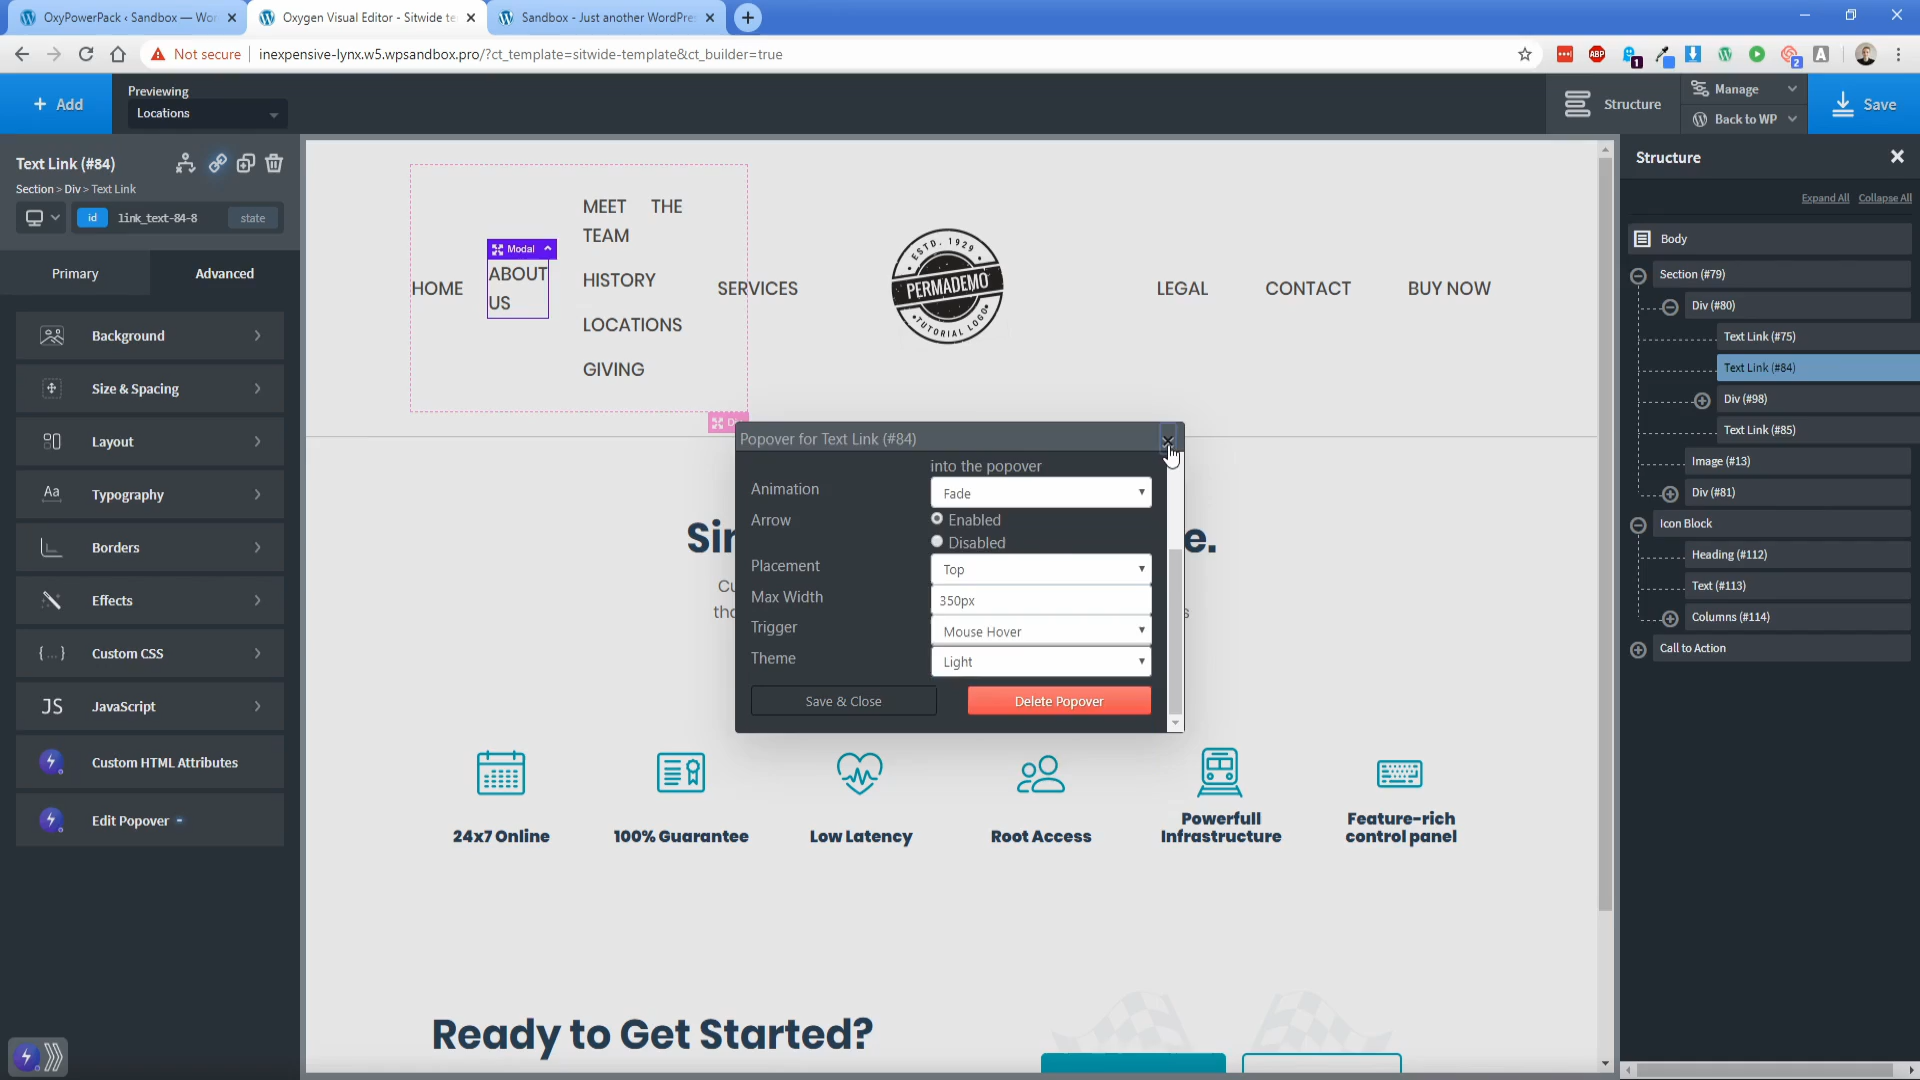 OxyPowerPack ‹ Sandbox — Wo
Oxygen Visual Editor - Sitwide te
Sandbox - Just another WordPre
Not secure
inexpensive-lynx.w5.wpsandbox.pro/?ct_template=sitwide-template&ct_builder=true
ABP
1
2
A
+ Add
Previewing
Locations
Structure
Manage
Back to WP
Save
Text Link (#84)
Section > Div > Text Link
id
link_text-84-8
state
Primary
Advanced
Background
Size & Spacing
Layout
Aa
Typography
Borders
Effects
{...}
Custom CSS
JS
JavaScript
Custom HTML Attributes
Edit Popover -
HOME
Modal
ABOUT
US
MEET THE
TEAM
HISTORY
LOCATIONS
GIVING
SERVICES
ESTD. 1929
PERMADEMO
TUTORIAL LOGO
LEGAL
CONTACT
BUY NOW
Popover for Text Link (#84)
into the popover
Animation
Fade
Arrow
Enabled
Disabled
Placement
Top
Max Width
350px
Trigger
Mouse Hover
Theme
Light
Save & Close
Delete Popover
24x7 Online
100% Guarantee
Low Latency
Root Access
Powerfull
Infrastructure
Feature-rich
control panel
Ready to Get Started?
Structure
Expand All
Collapse All
Body
Section (#79)
Div (#80)
Text Link (#75)
Text Link (#84)
Div (#98)
Text Link (#85)
Image (#13)
Div (#81)
Icon Block
Heading (#112)
Text (#113)
Columns (#114)
Call to Action